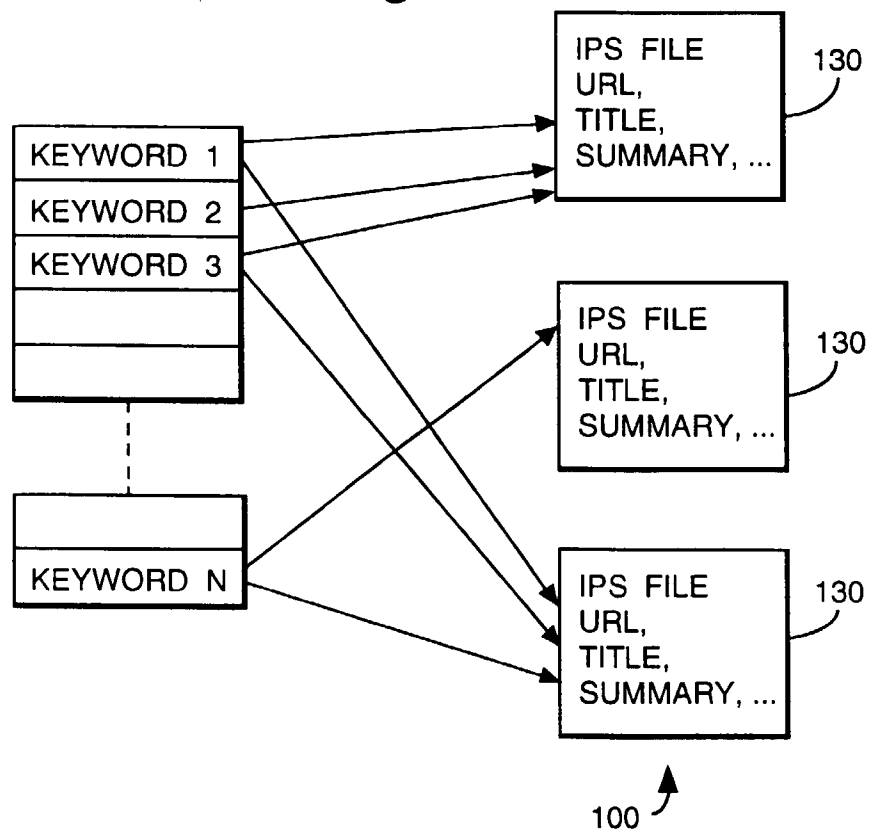 IPS FILE
URL,
TITLE,
SUMMARY, ...
130
KEYWORD 1
KEYWORD 2
KEYWORD 3
IPS FILE
URL,
TITLE,
SUMMARY, ...
130
KEYWORD N
IPS FILE
URL,
TITLE,
SUMMARY, ...
130
100